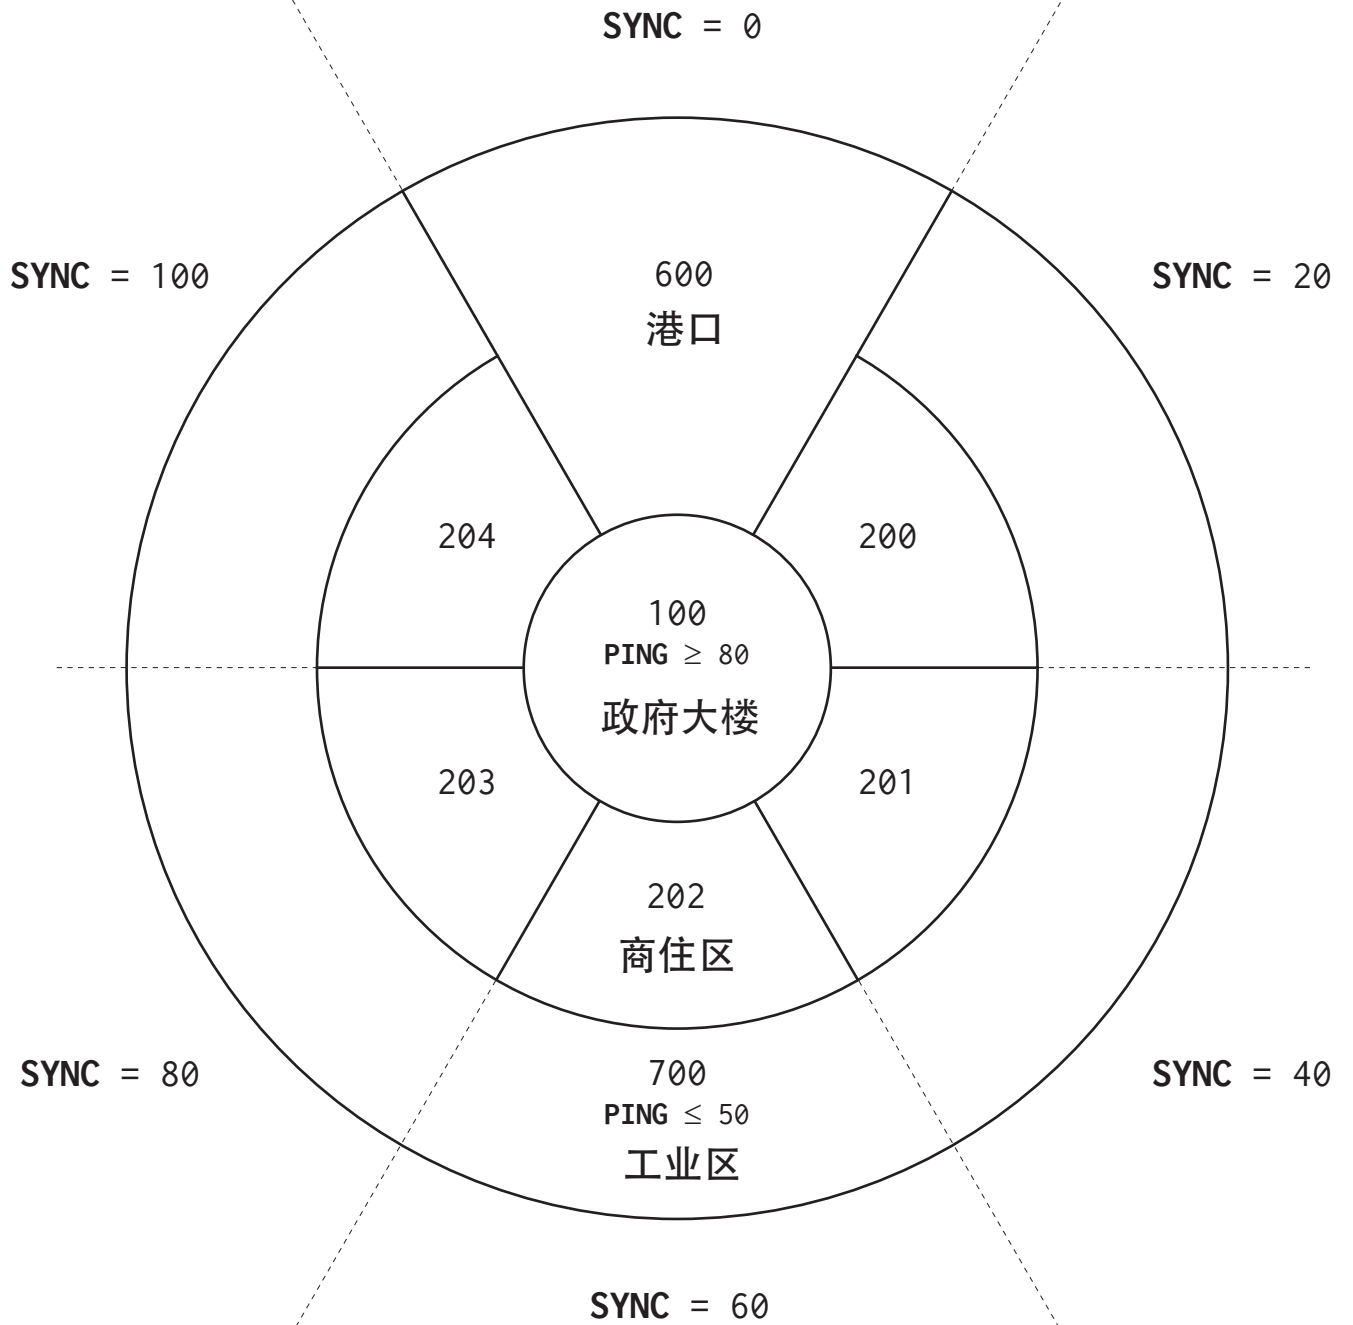 SYNC = 0
SYNC = 100
600
港口
SYNC = 20
204
200
100
PING ≥ 80
政府大楼
203
201
202
商住区
SYNC = 80
700
PING ≤ 50
工业区
SYNC = 40
SYNC = 60